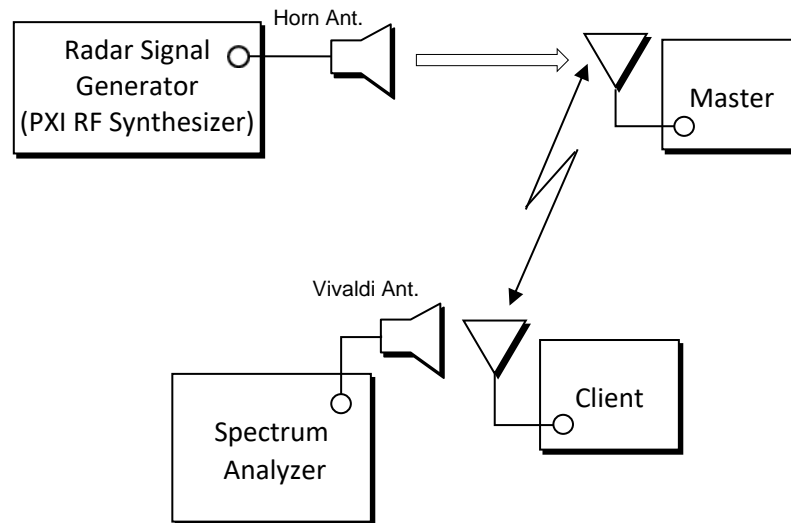 Horn Ant.
Radar Signal
Generator
(PXI RF Synthesizer)
Master
Vivaldi Ant.
Client
Spectrum
Analyzer